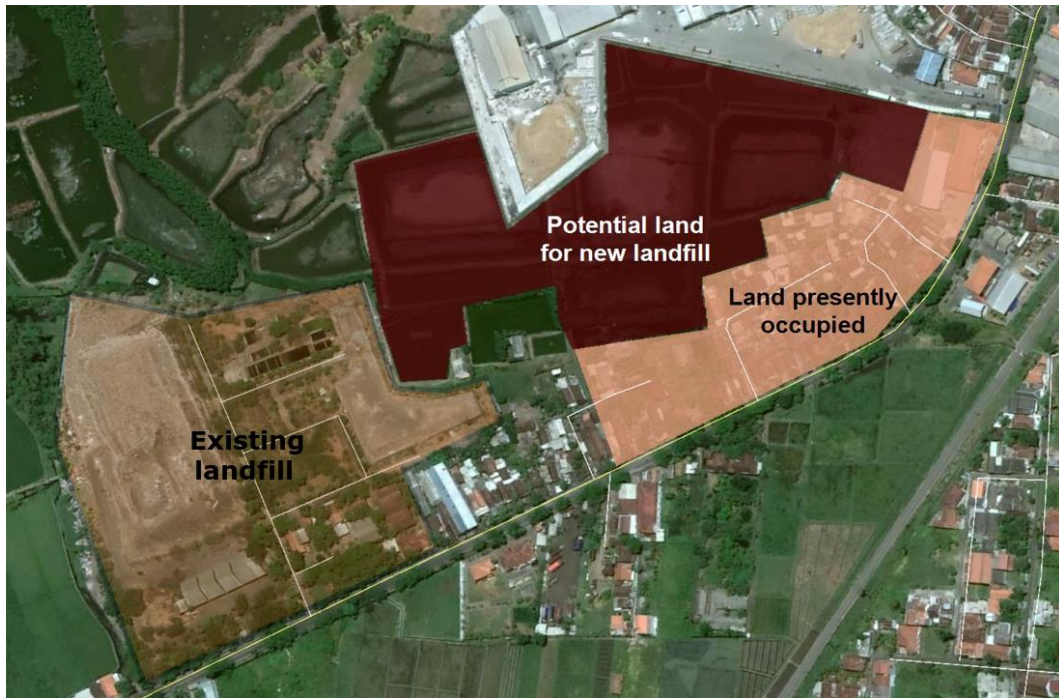 Potential land
for new landfill
Land presently
occupied
Existing
landfill